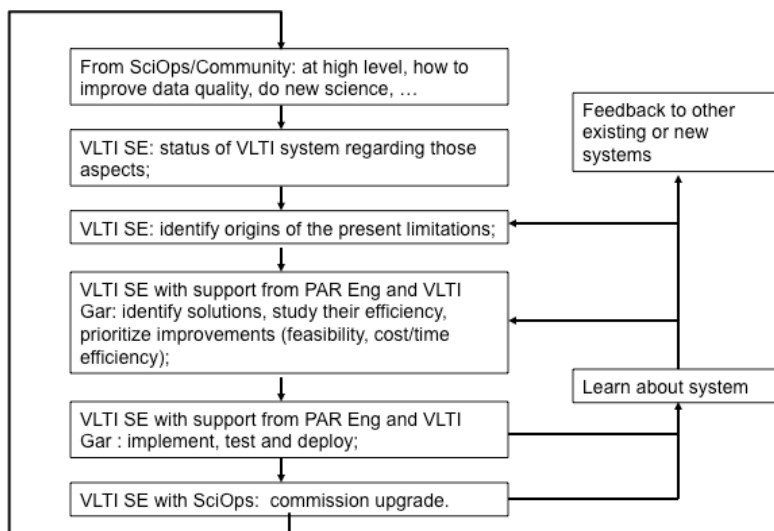 From SciOps/Community: at high level, how to
improve data quality, do new science, …
VLTI SE: status of VLTI system regarding those
aspects;
VLTI SE: identify origins of the present limitations;
VLTI SE with support from PAR Eng and VLTI
Gar: identify solutions, study their efficiency,
prioritize improvements (feasibility, cost/time
efficiency);
VLTI SE with support from PAR Eng and VLTI
Gar : implement, test and deploy;
VLTI SE with SciOps:  commission upgrade.
Feedback to other
existing or new
systems
Learn about system